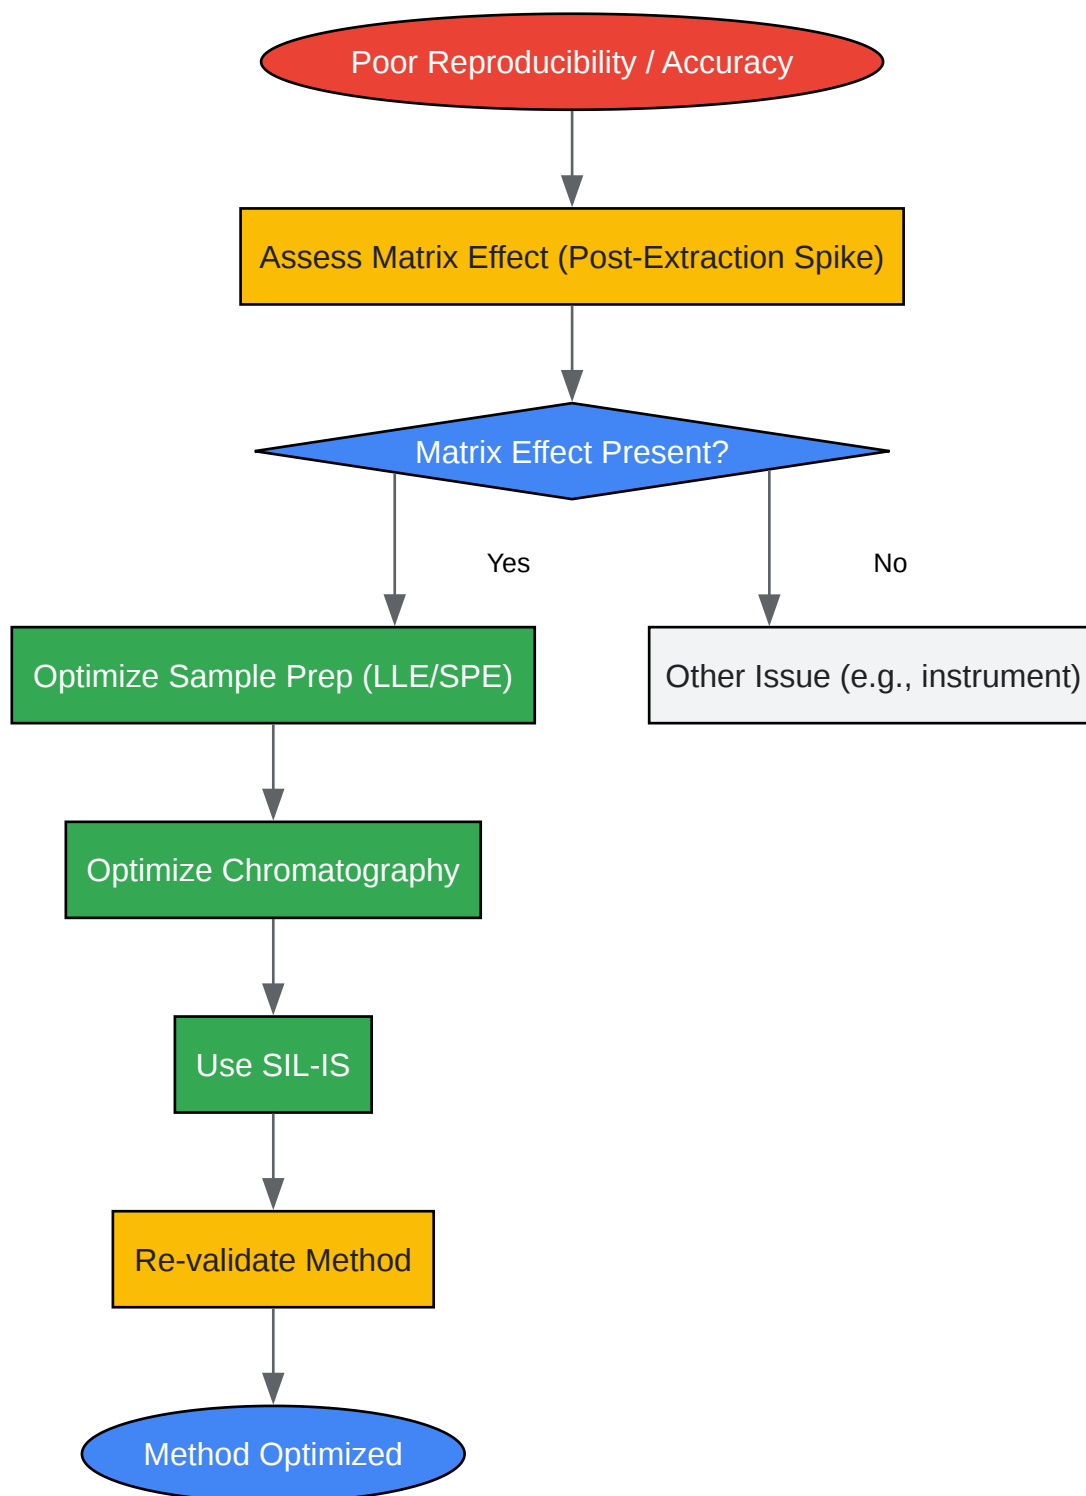 Poor Reproducibility / Accuracy
Assess Matrix Effect (Post-Extraction Spike)
Matrix Effect Present?
Yes
No
Optimize Sample Prep (LLE/SPE)
Other Issue (e.g., instrument)
Optimize Chromatography
Use SIL-IS
Re-validate Method
Method Optimized